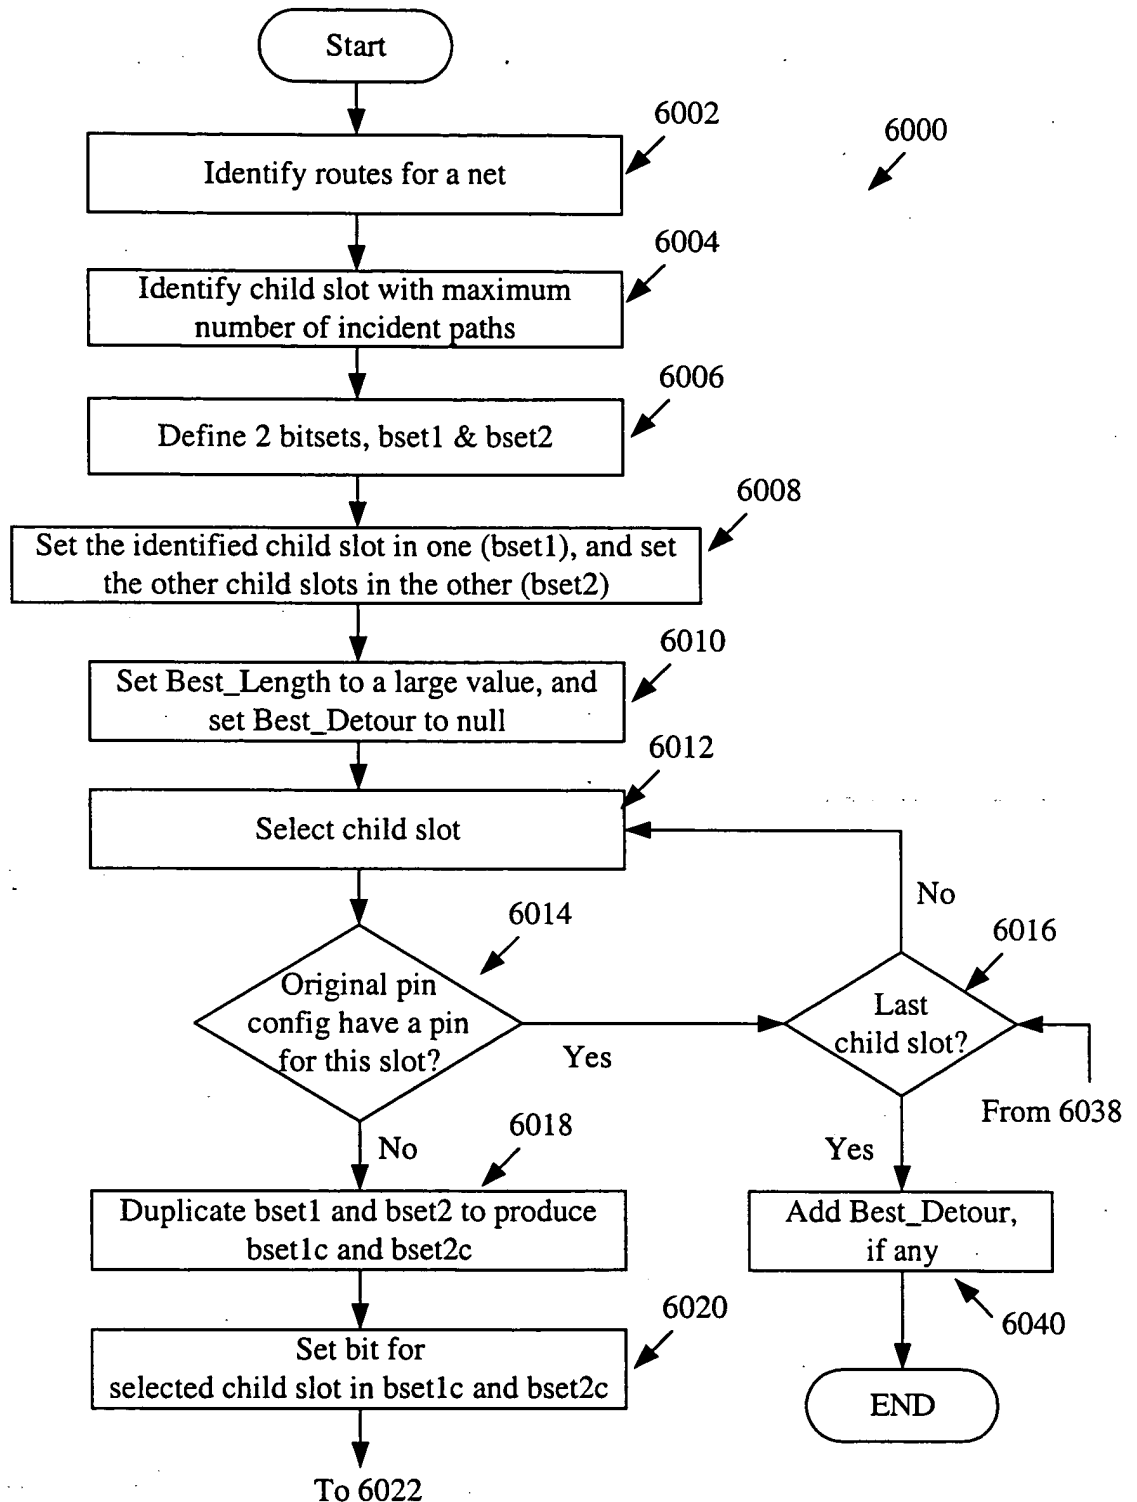 Start
6002
6000
Identify routes for a net
6004
Identify child slot with maximum
number of incident paths
6006
Define 2 bitsets, bset1 & bset2
6008
Set the identified child slot in one (bset1), and set
the other child slots in the other (bset2)
6010
Set Best_Length to a large value, and
set Best_Detour to null
6012
Select child slot
No
6014
6016
Original pin
config have a pin
for this slot?
Last
child slot?
Yes
From 6038
6018
No
Yes
Duplicate bset1 and bset2 to produce
bset1c and bset2c
Add Best_Detour,
if any
6020
6040
Set bit for
selected child slot in bset1c and bset2c
END
To 6022